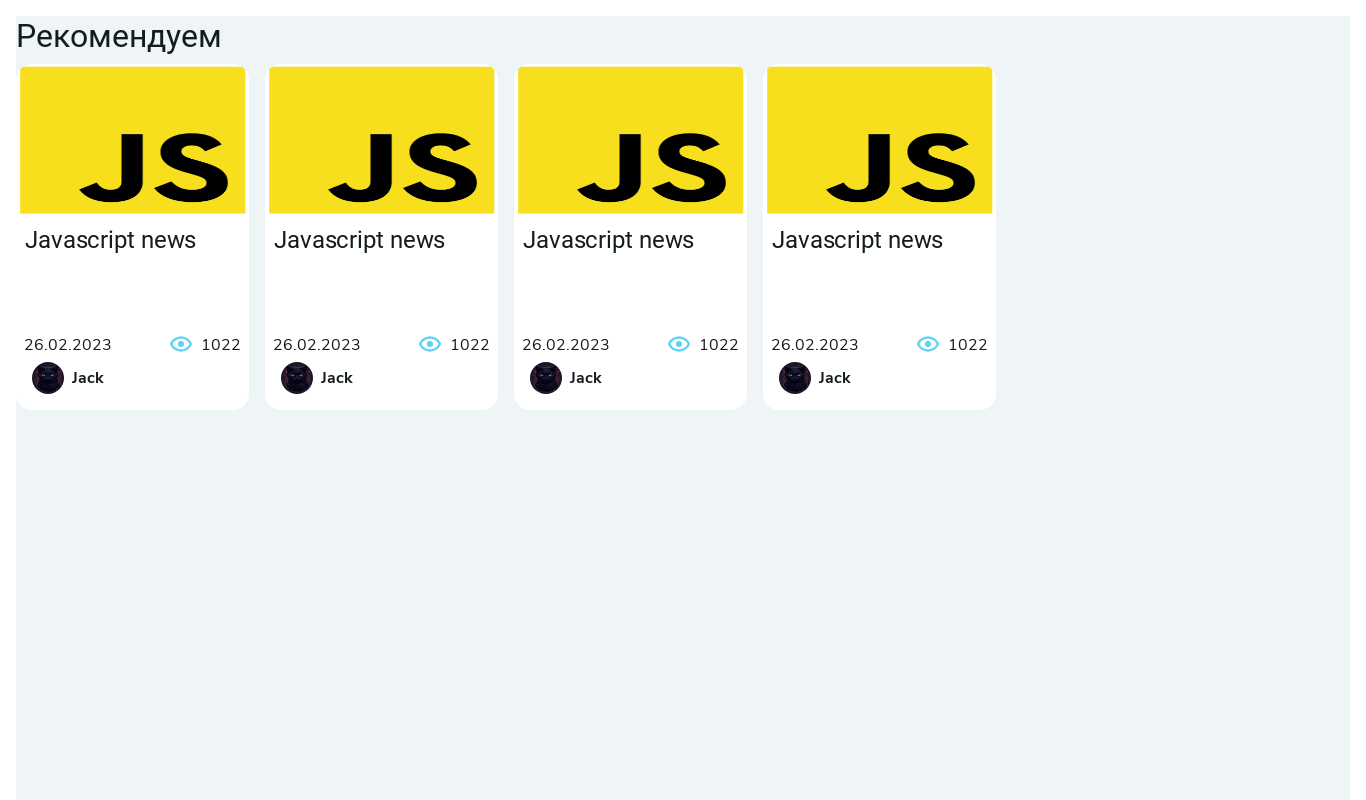 Рекомендуем
JS JS JS JS
Javascript news Javascript news Javascript news Javascript news
26.02.2023 1022 26.02.2023 1022 26.02.2023 1022 26.02.2023 1022
Jack Jack Jack Jack